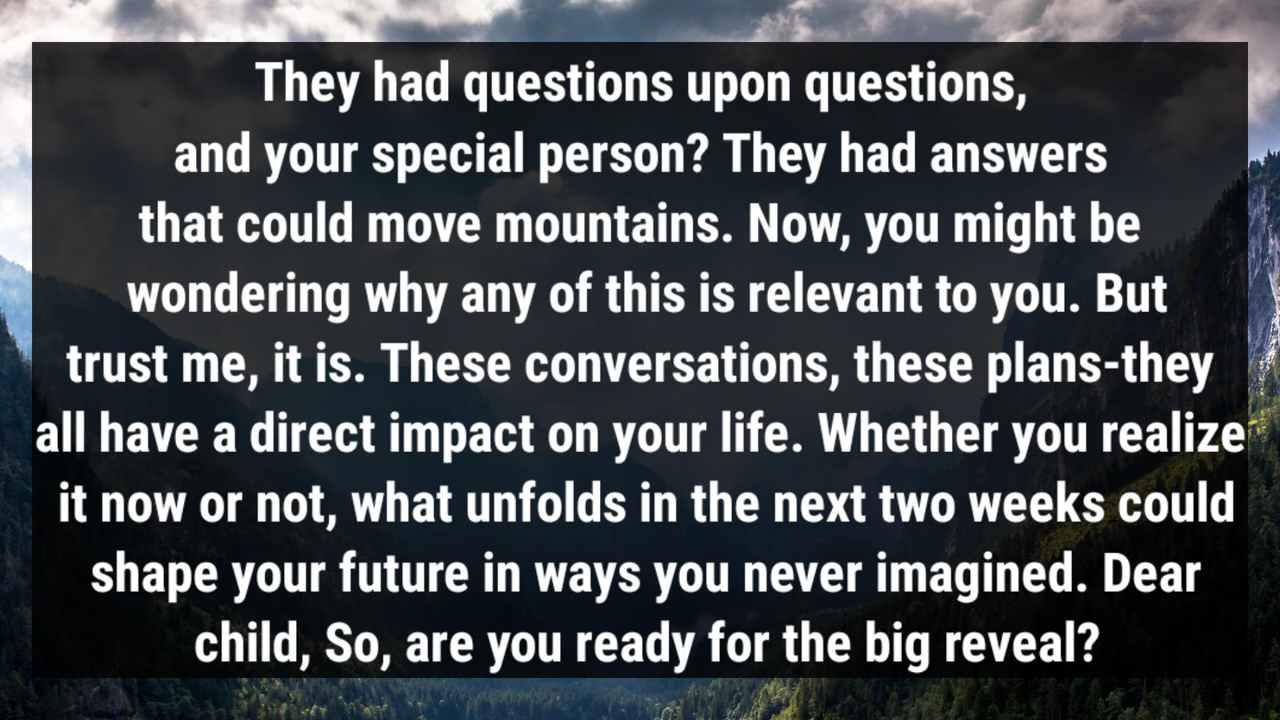 They had questions upon questions,
and your special person? They had answers
that could move mountains. Now, you might be
wondering why any of this is relevant to you. But
trust me, it is. These conversations, these plans-they
all have a direct impact on your life. Whether you realize
it now or not, what unfolds in the next two weeks could
shape your future in ways you never imagined. Dear
child, So, are you ready for the big reveal?